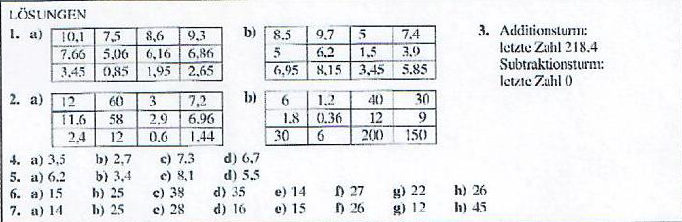 LÖSUNGEN
1. a) 10,1 7,5 8,6 9,3
7.66 5,06 6,16 6,86
3,45 0,85 1,95 2,65
b) 8.5 9.7 5 7.4
5 6,2 1,5 3,9
6,95 8,15 3,45 5.85
3. Additionsturm:
letzte Zahl 218,4
Subtraktionsturm:
letzte Zahl 0
2. a) 12 60 3 7,2
11.6 58 2.9 6.96
2,4 12 0.6 1.44
b) 6 1.2 40 30
1.8 0.36 12 9
30 6 200 150
4. a) 3,5 b) 2,7 c) 7.3 d) 6,7
5. a) 6.2 b) 3,4 c) 8,1 d) 5.5
6. a) 15 b) 25 c) 38 d) 35 e) 14 f) 27 g) 22 h) 26
7. a) 14 b) 25 c) 28 d) 16 e) 15 f) 26 g) 12 h) 45